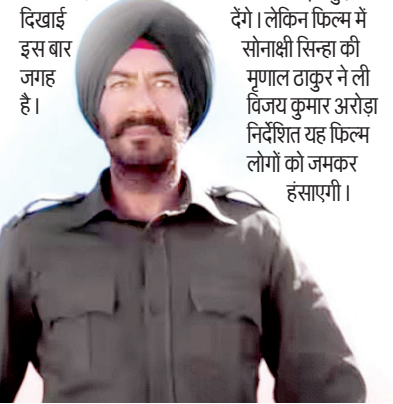 दिखाई देंगे। लेकिन फिल्म में
इस बार सोनाक्षी सिन्हा की
जगह मृणाल ठाकुर ने ली
है। विजय कुमार अरोड़ा
निर्देशित यह फिल्म
लोगों को जमकर
हंसाएगी।